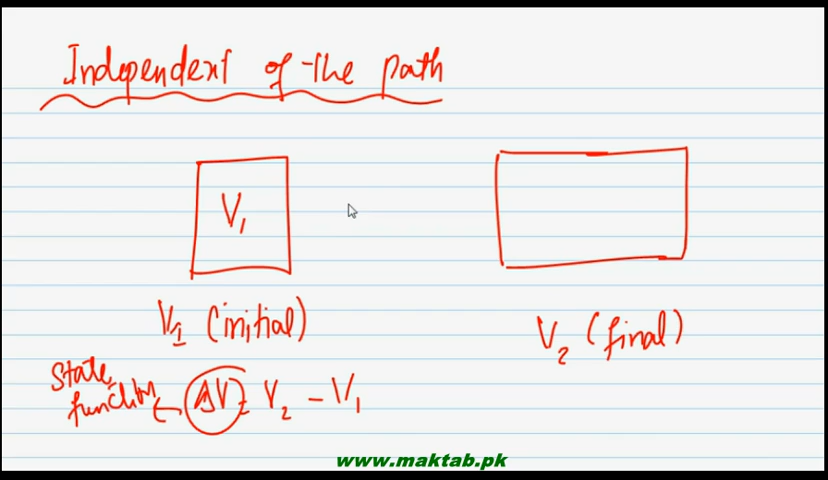 Independent of the path
V₁
V₁ (initial)
V₂ (final)
State function ← ΔV = V₂ – V₁
www.maktab.pk